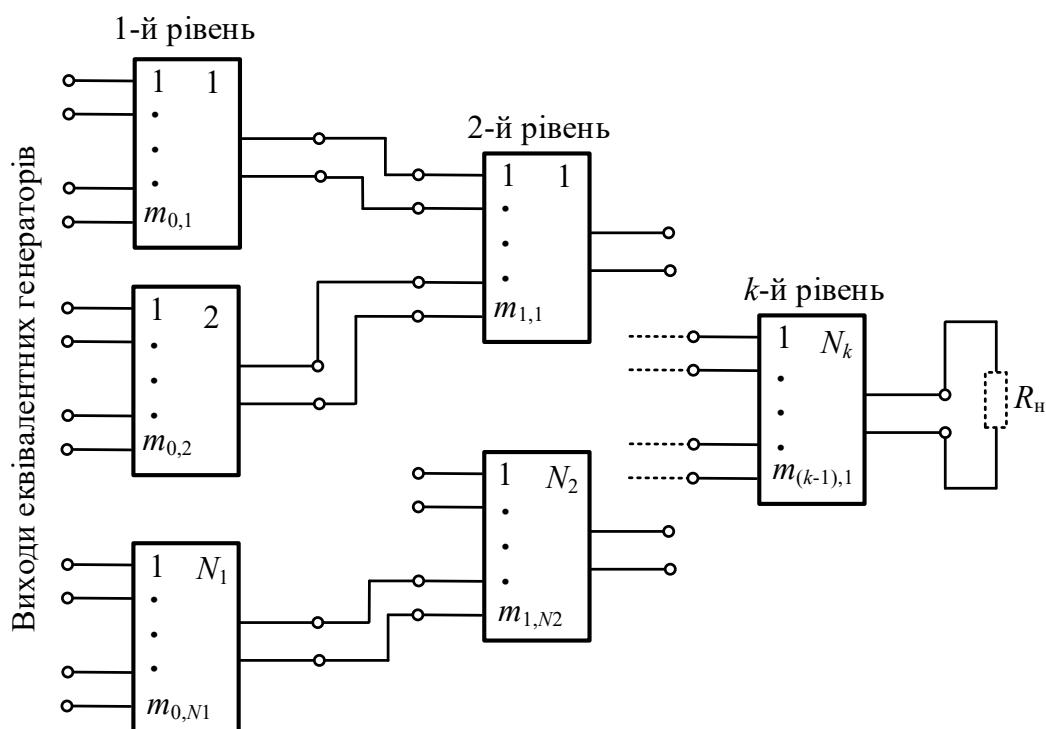 Виходи еквівалентних генераторів
1-й рівень
1 1
m0,1
2-й рівень
1 1
m1,1
1 2
m0,2
k-й рівень
1 Nk
m(k-1),1
Rн
1 N2
m1,N2
1 N1
m0,N1